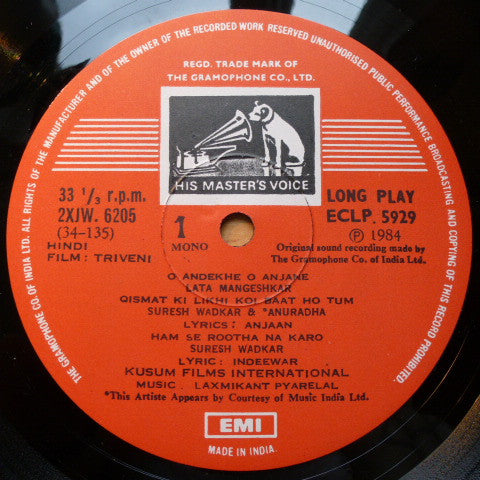 ALL RIGHTS OF THE MANUFACTURER AND OF THE OWNER OF THE RECORDED WORK RESERVED UNAUTHORISED PUBLIC PERFORMANCE BROADCASTING AND COPYING OF THIS RECORD PROHIBITED
THE GRAMOPHONE CO. OF INDIA LTD.
REGD. TRADE MARK OF
THE GRAMOPHONE CO., LTD.
HIS MASTER'S VOICE
33 1/3 r.p.m.
2XJW. 6205
(34-135)
HINDI
FILM : TRIVENI
1
MONO
LONG PLAY
ECLP. 5929
℗ 1984
Original sound recording made by
The Gramophone Co. of India Ltd.
O ANDEKHE O ANJANE
LATA MANGESHKAR
QISMAT KI LIKHI KOI BAAT HO TUM
SURESH WADKAR & *ANURADHA
LYRICS : ANJAAN
HAM SE ROOTHA NA KARO
SURESH WADKAR
LYRIC : INDEEWAR
KUSUM FILMS INTERNATIONAL
MUSIC : LAXMIKANT PYARELAL
*This Artiste Appears by Courtesy of Music India Ltd.
EMI
MADE IN INDIA